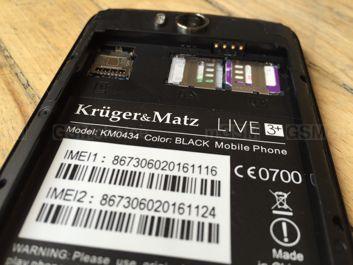 Krüger&Matz LIVE 3+
Model: KM0434 Color: BLACK Mobile Phone
IMEI1: 867306020161116
CE0700
IMEI2: 867306020161124
Made
WARNING: Please use